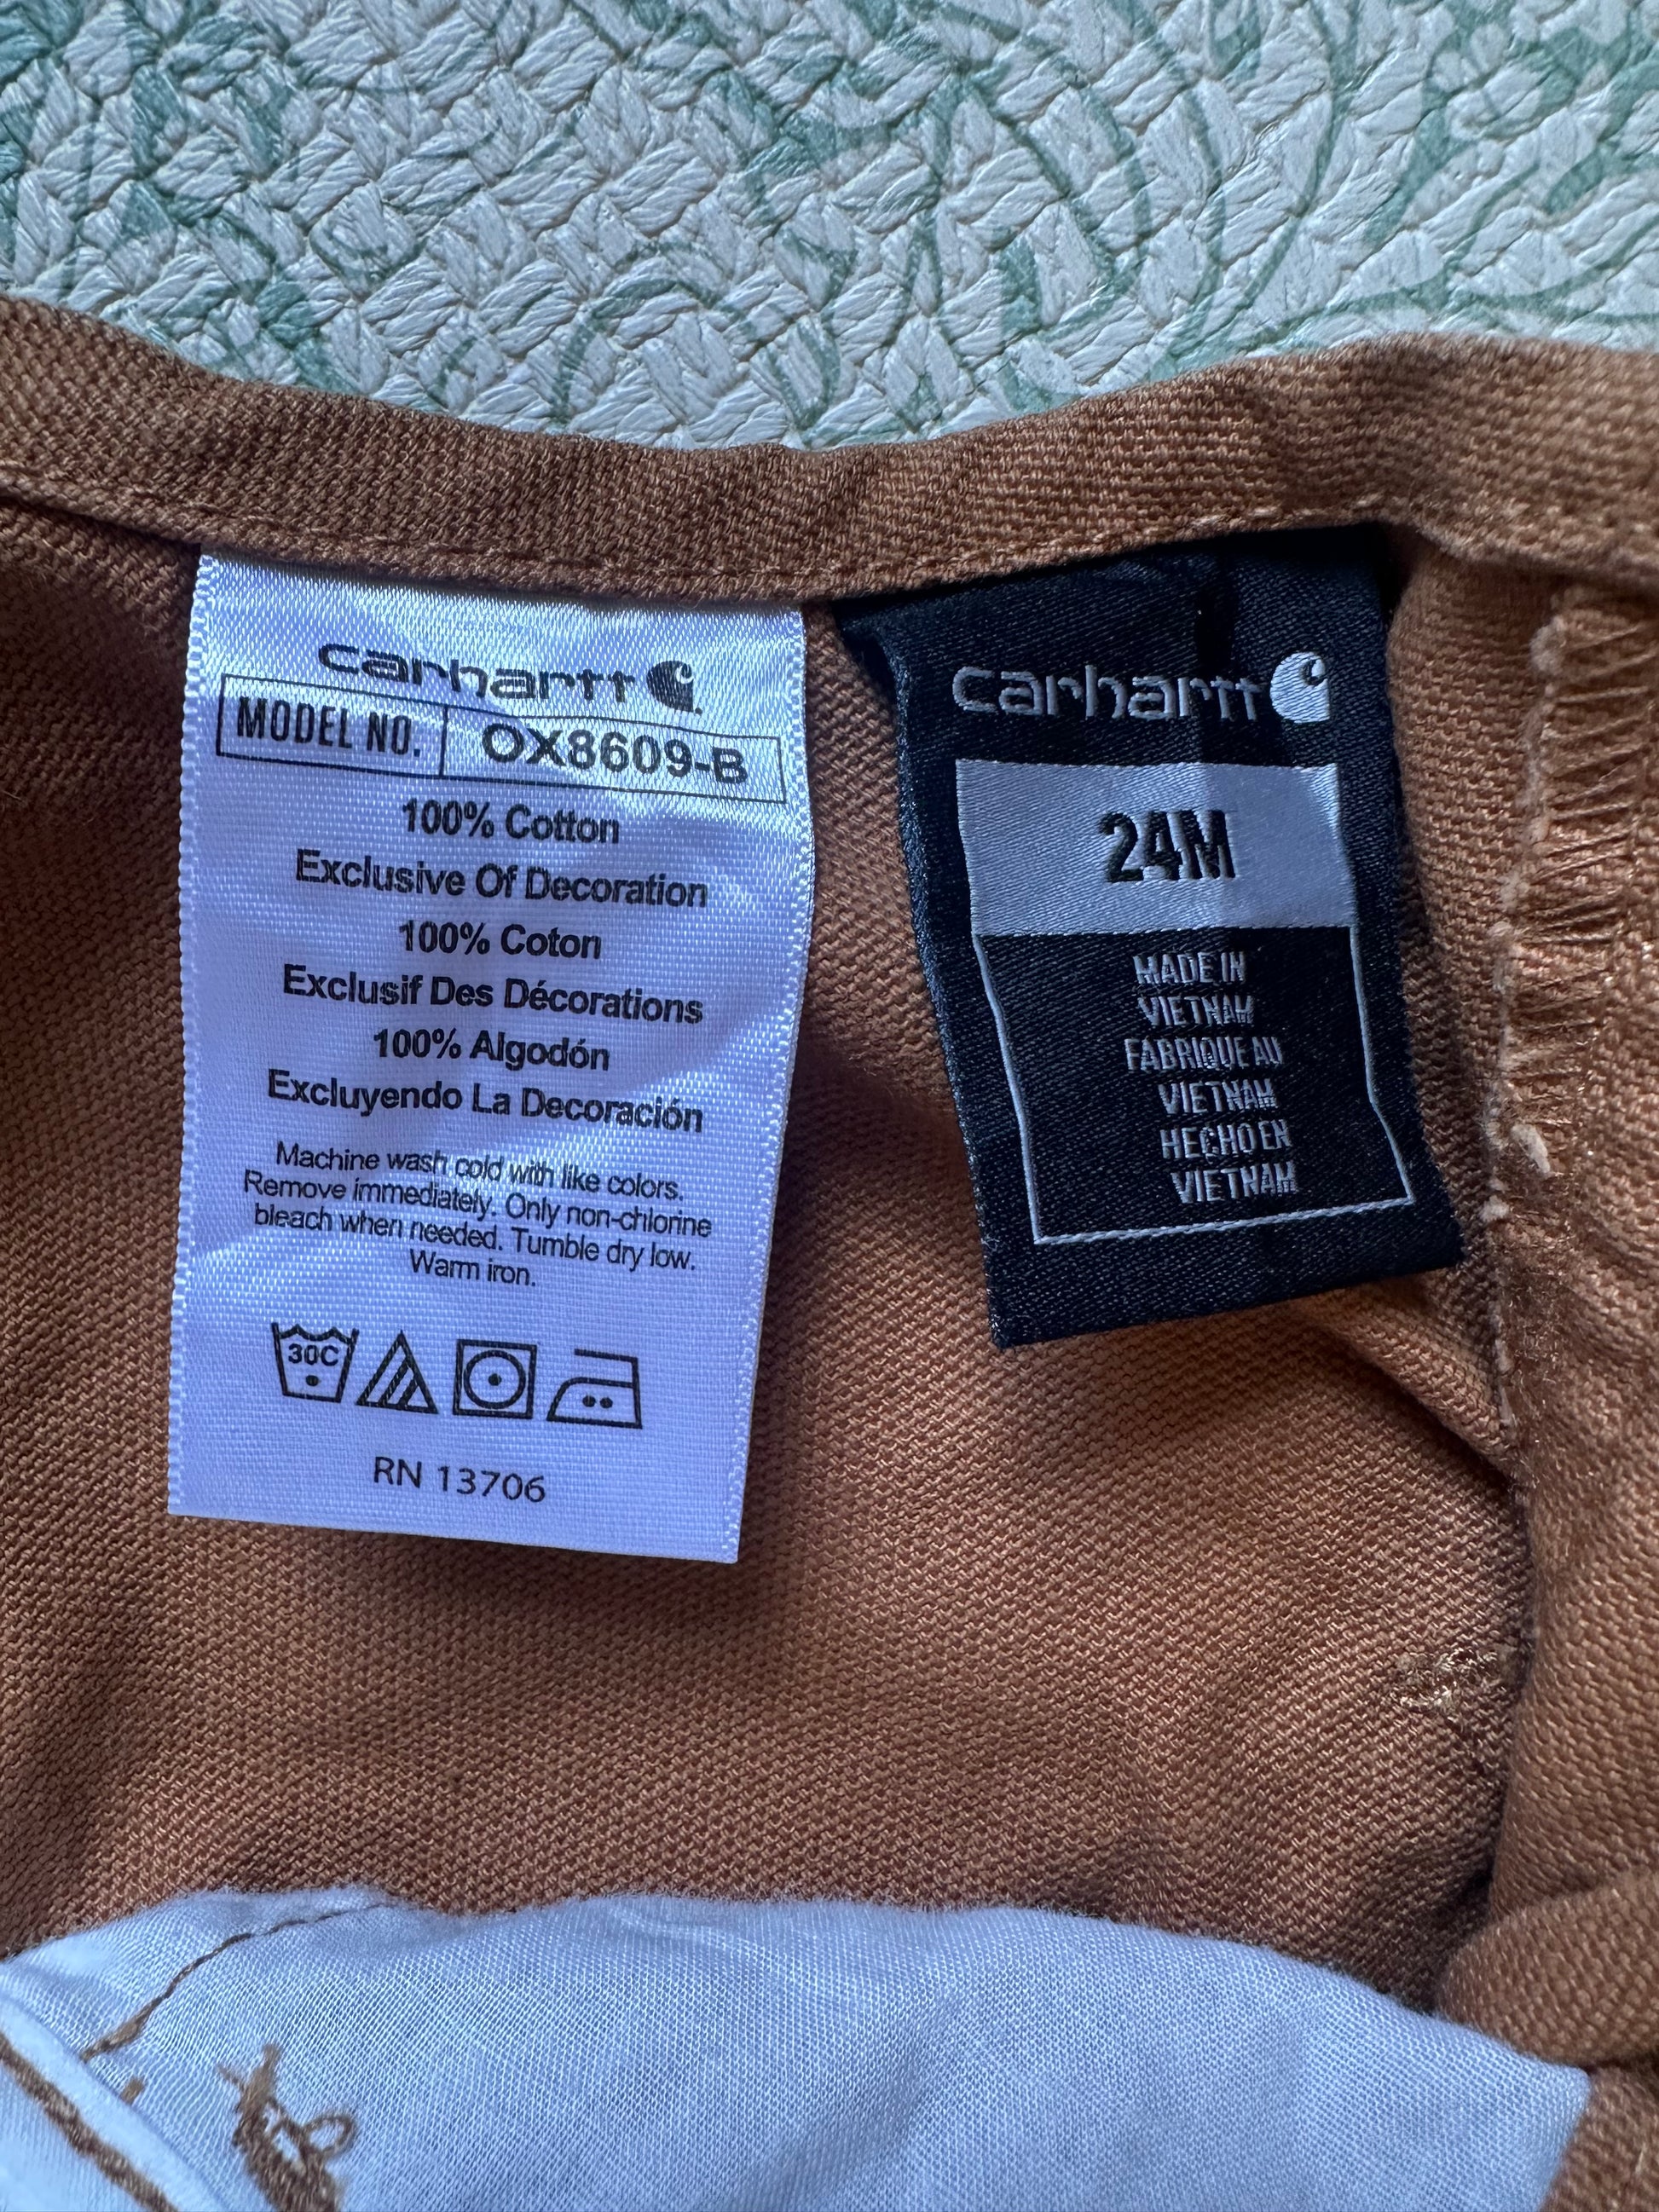 carhartt
MODEL NO. OX8609-B
100% Cotton
Exclusive Of Decoration
100% Coton
Exclusif Des Décorations
100% Algodón
Excluyendo La Decoración
Machine wash cold with like colors.
Remove immediately. Only non-chlorine
bleach when needed. Tumble dry low.
Warm iron.
30C
RN 13706
carhartt
24M
MADE IN
VIETNAM
FABRIQUE AU
VIETNAM
HECHO EN
VIETNAM